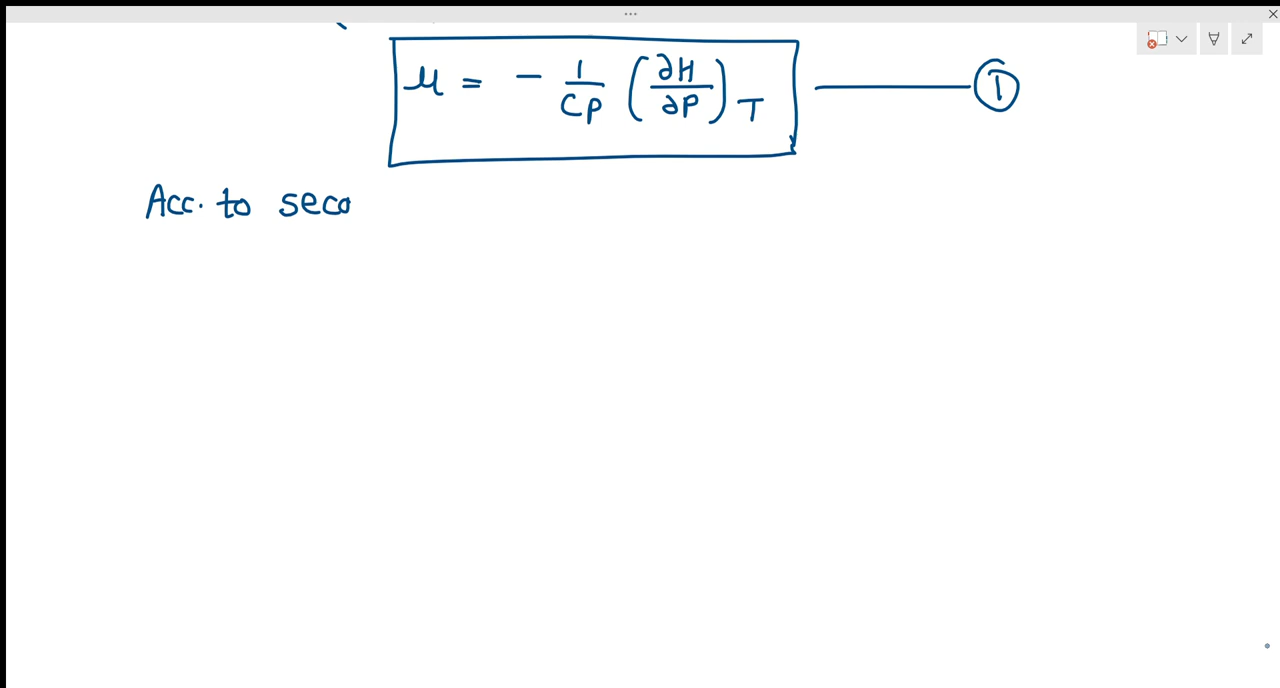 μ = - 1/Cp (∂H/∂P)T ——— ①
Acc. to seco